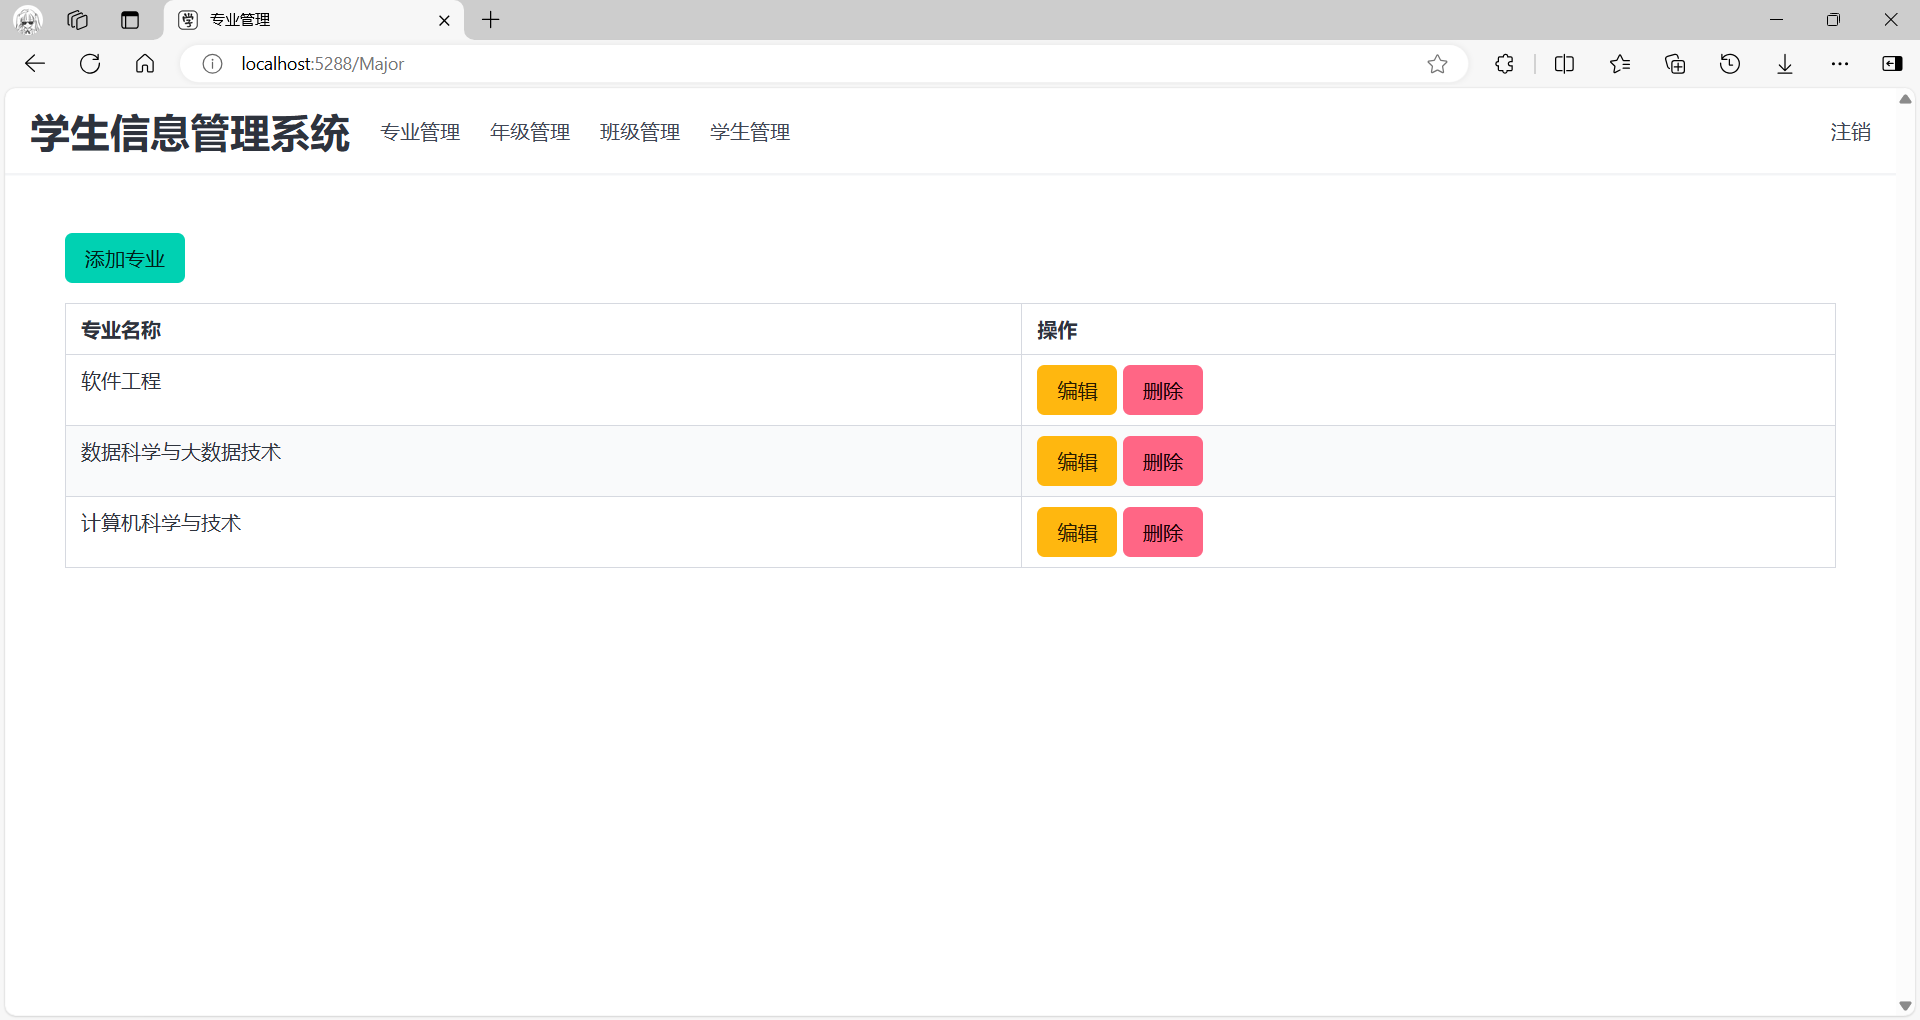 专业管理
localhost:5288/Major
学生信息管理系统 专业管理 年级管理 班级管理 学生管理 注销
添加专业
专业名称 操作
软件工程 编辑 删除
数据科学与大数据技术 编辑 删除
计算机科学与技术 编辑 删除